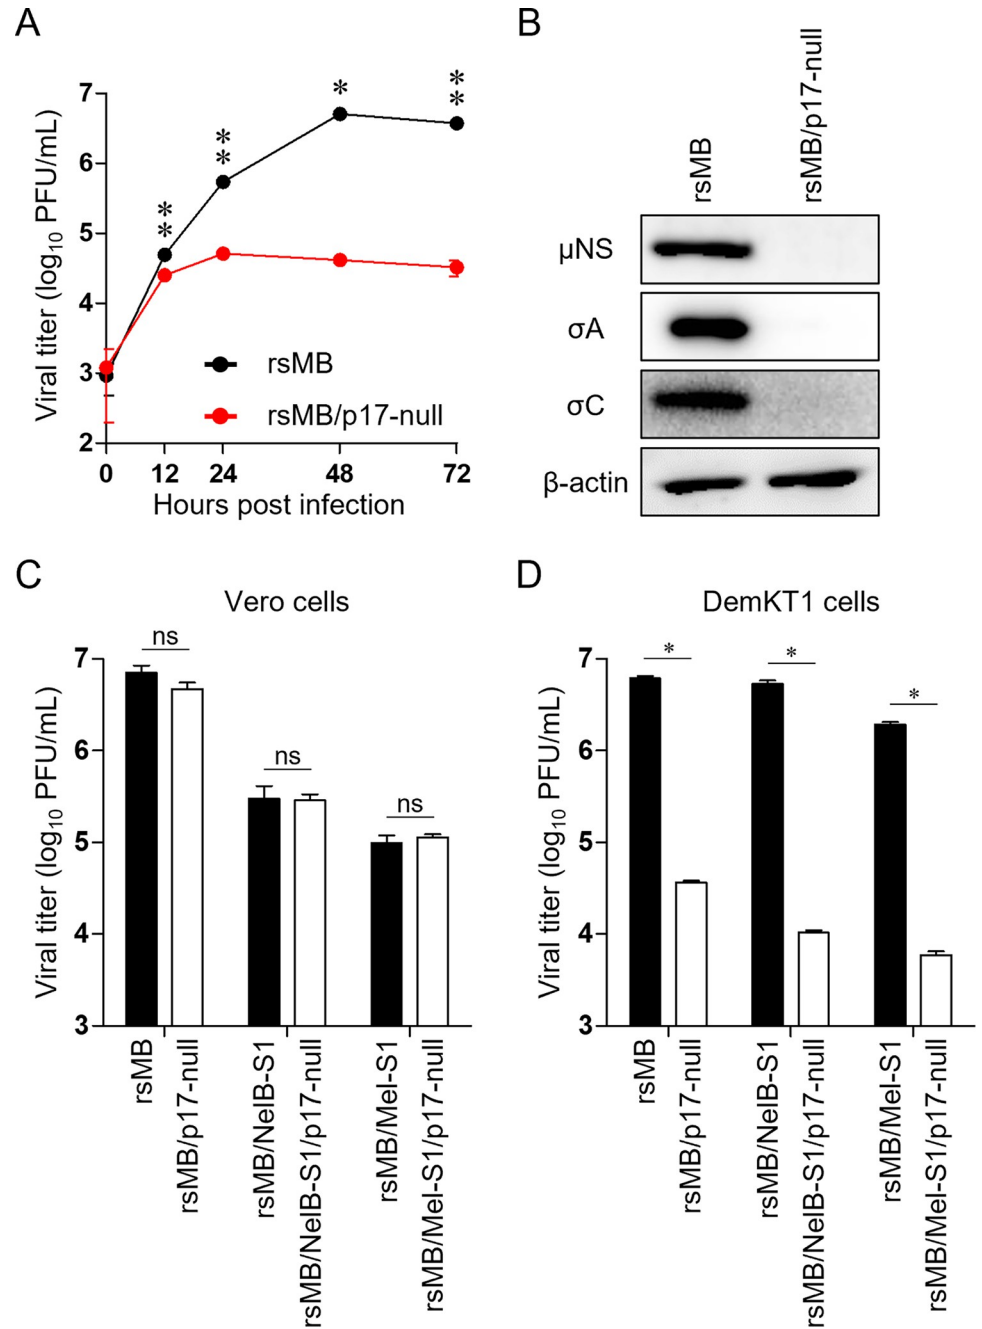 A
Viral titer (log10 PFU/mL)
7
6
5
4
3
2
**
**
*
**
rsMB
rsMB/p17-null
0 12 24 48 72
Hours post infection
B
rsMB
rsMB/p17-null
μNS
σA
σC
β-actin
C
Vero cells
Viral titer (log10 PFU/mL)
7
6
5
4
3
ns
ns
ns
rsMB
rsMB/p17-null
rsMB/NelB-S1
rsMB/NelB-S1/p17-null
rsMB/Mel-S1
rsMB/Mel-S1/p17-null
D
DemKT1 cells
Viral titer (log10 PFU/mL)
7
6
5
4
3
*
*
*
rsMB
rsMB/p17-null
rsMB/NelB-S1
rsMB/NelB-S1/p17-null
rsMB/Mel-S1
rsMB/Mel-S1/p17-null